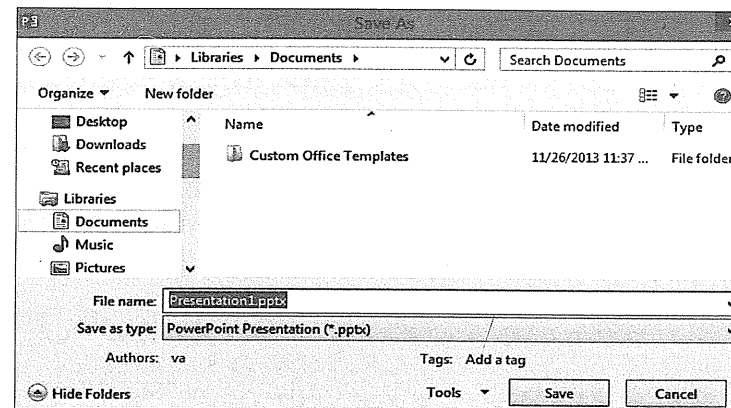 P3 Save As
Libraries ▸ Documents ▸ Search Documents
Organize ▾ New folder
Desktop
Downloads
Recent places
Libraries
Documents
Music
Pictures
Name Date modified Type
Custom Office Templates 11/26/2013 11:37 ... File folder
File name: Presentation1.pptx
Save as type: PowerPoint Presentation (*.pptx)
Authors: va Tags: Add a tag
Hide Folders Tools ▾ Save Cancel